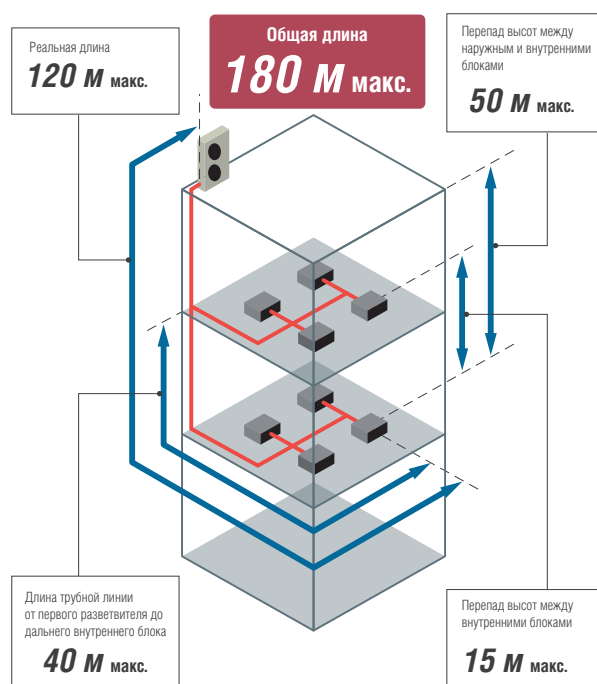 Реальная длина
120 м макс.
Общая длина
180 м макс.
Перепад высот между
наружным и внутренними
блоками
50 м макс.
Длина трубной линии
от первого разветвителя до
дальнего внутреннего блока
40 м макс.
Перепад высот между
внутренними блоками
15 м макс.